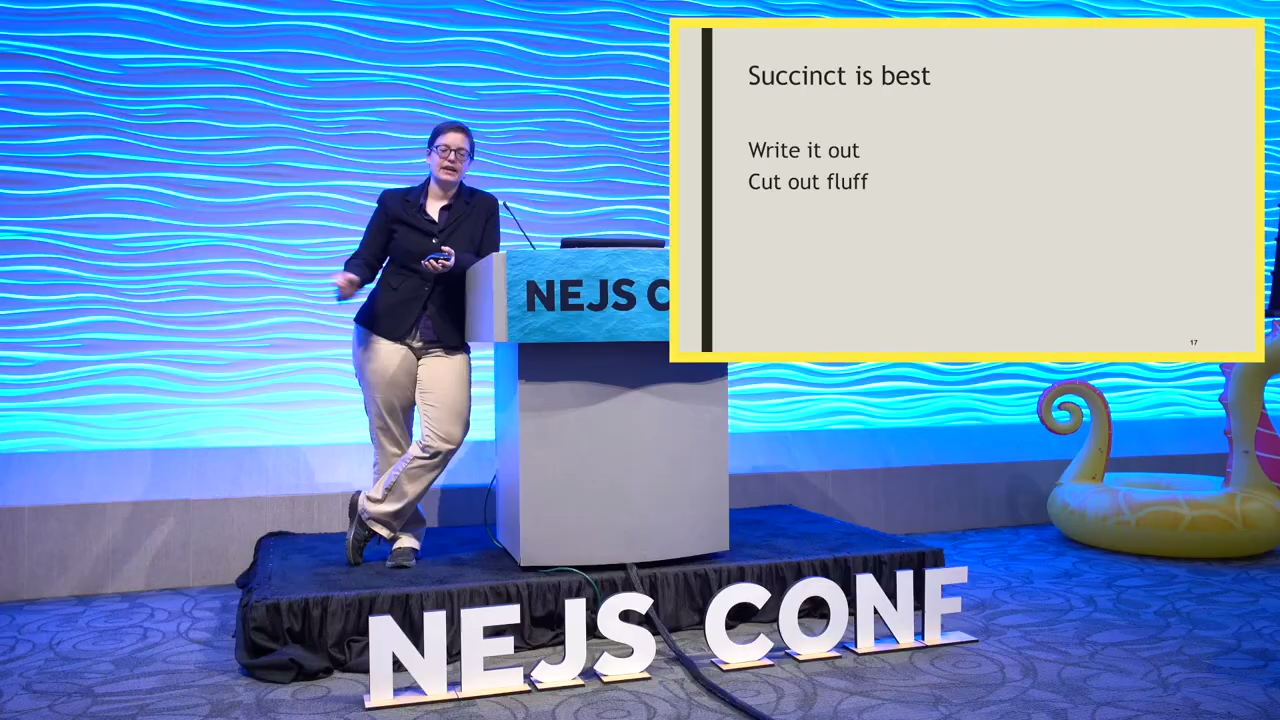 Succinct is best
Write it out
Cut out fluff
17
NEJS C
NEJS CONF